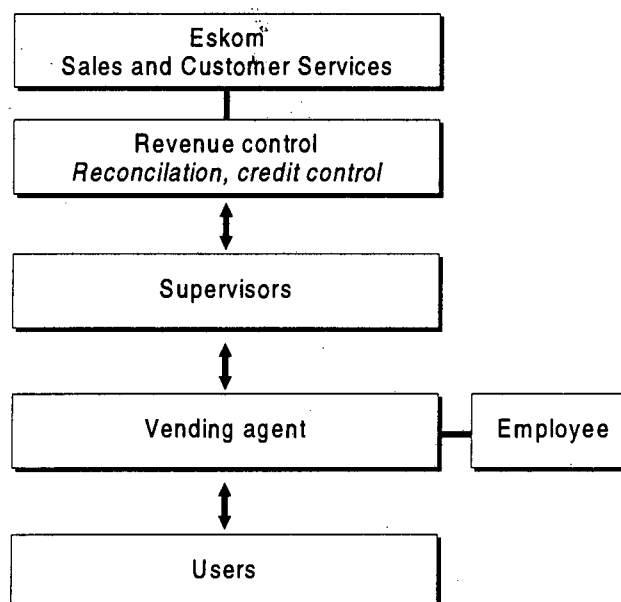 Eskom
Sales and Customer Services
Revenue control
Reconcilation, credit control
Supervisors
Vending agent
Employee
Users